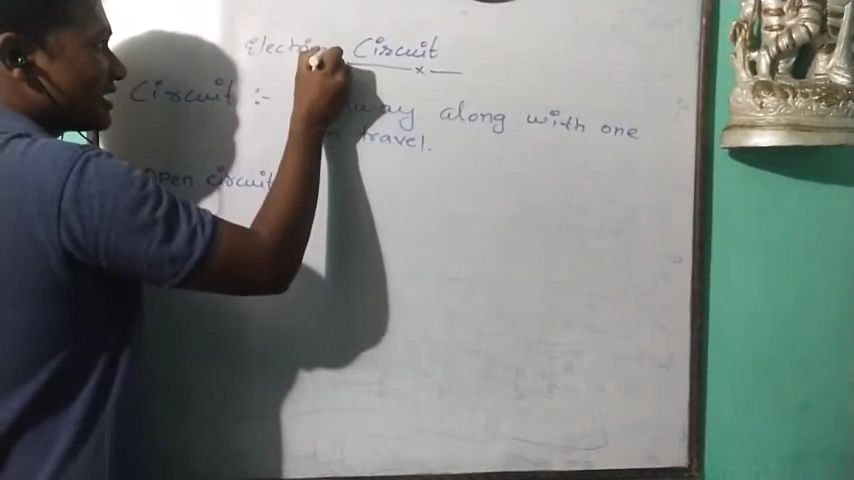 Circuit
Circuit :- along with one
travel.
Open circuit